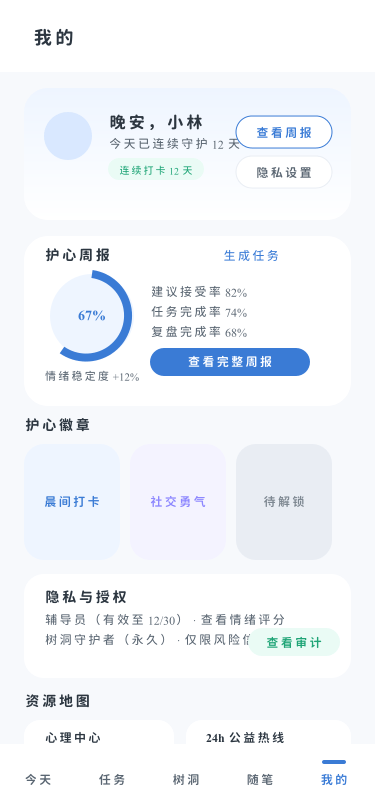 我的
晚安，小林
今天已连续守护 12 天
连续打卡 12 天
查看周报
隐私设置
护心周报
生成任务
67%
建议接受率 82%
任务完成率 74%
复盘完成率 68%
查看完整周报
情绪稳定度 +12%
护心徽章
晨间打卡
社交勇气
待解锁
隐私与授权
辅导员（有效至 12/30） · 查看情绪评分
树洞守护者（永久） · 仅限风险
查看审计
资源地图
心理中心
24h 公益热线
今天
任务
树洞
随笔
我的